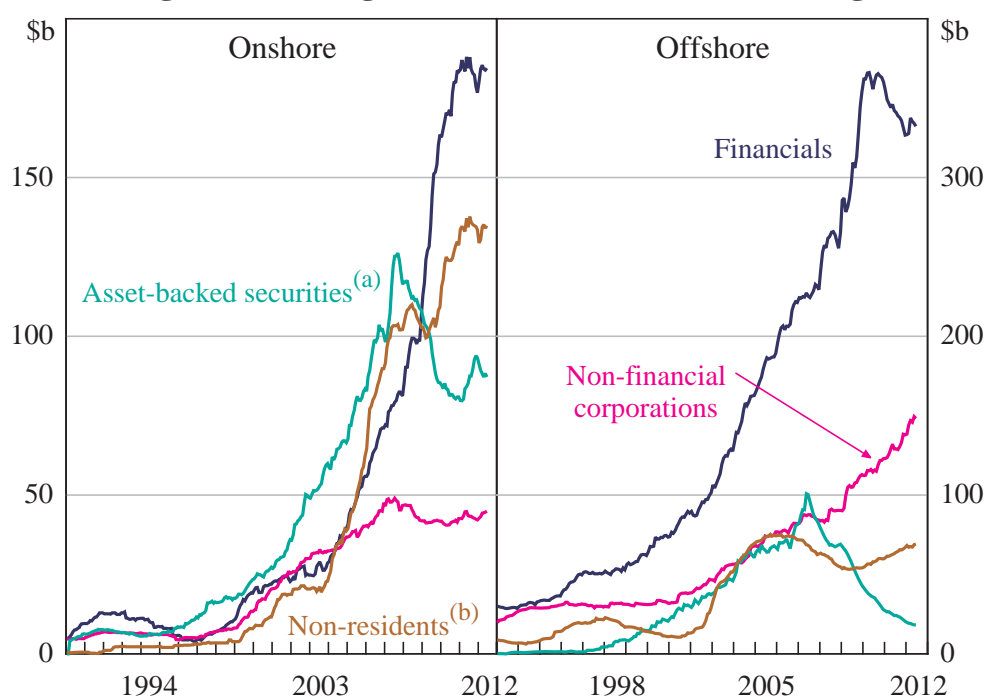 $b
Onshore
Offshore
$b
Financials
150
300
Asset-backed securities(a)
100
200
Non-financial
corporations
50
100
Non-residents(b)
0
0
1994
2003
2012
1998
2005
2012